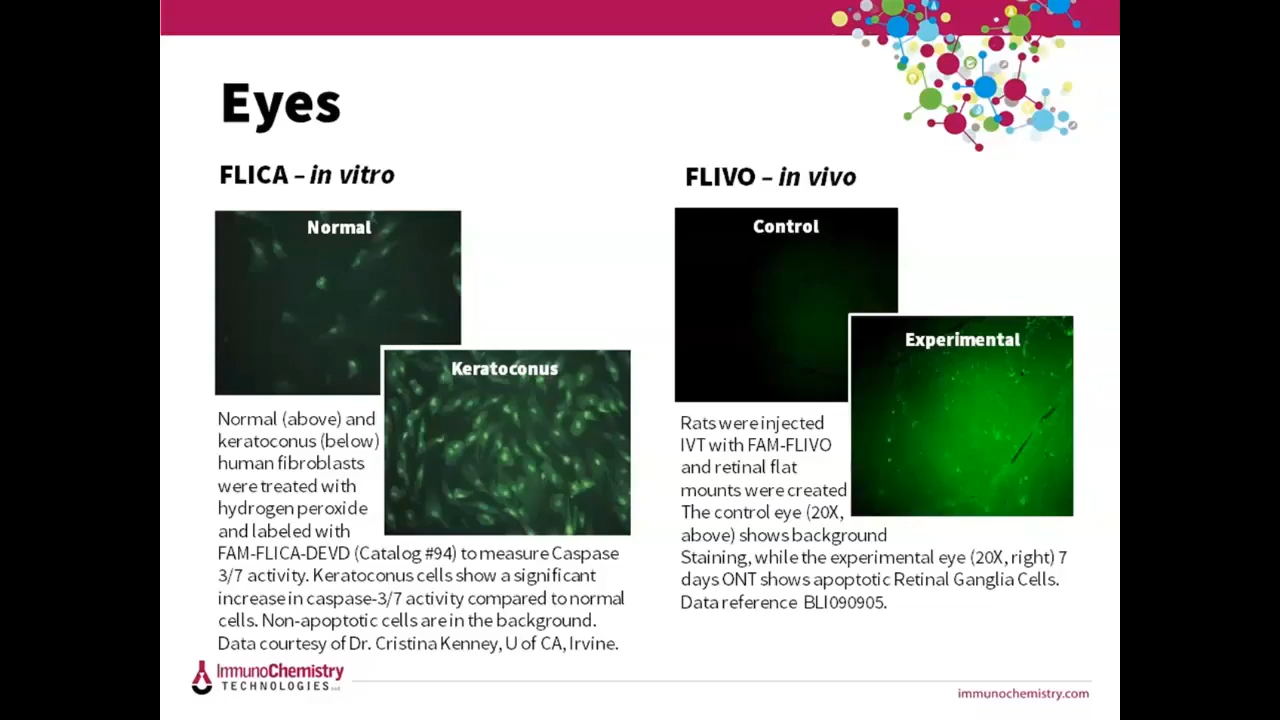 Eyes
FLICA – in vitro
Normal
Keratoconus
Normal (above) and
keratoconus (below)
human fibroblasts
were treated with
hydrogen peroxide
and labeled with
FAM-FLICA-DEVD (Catalog #94) to measure Caspase
3/7 activity. Keratoconus cells show a significant
increase in caspase-3/7 activity compared to normal
cells. Non-apoptotic cells are in the background.
Data courtesy of Dr. Cristina Kenney, U of CA, Irvine.
FLIVO – in vivo
Control
Experimental
Rats were injected
IVT with FAM-FLIVO
and retinal flat
mounts were created
The control eye (20X,
above) shows background
Staining, while the experimental eye (20X, right) 7
days ONT shows apoptotic Retinal Ganglia Cells.
Data reference BLI090905.
ImmunoChemistry
TECHNOLOGIES
immunochemistry.com